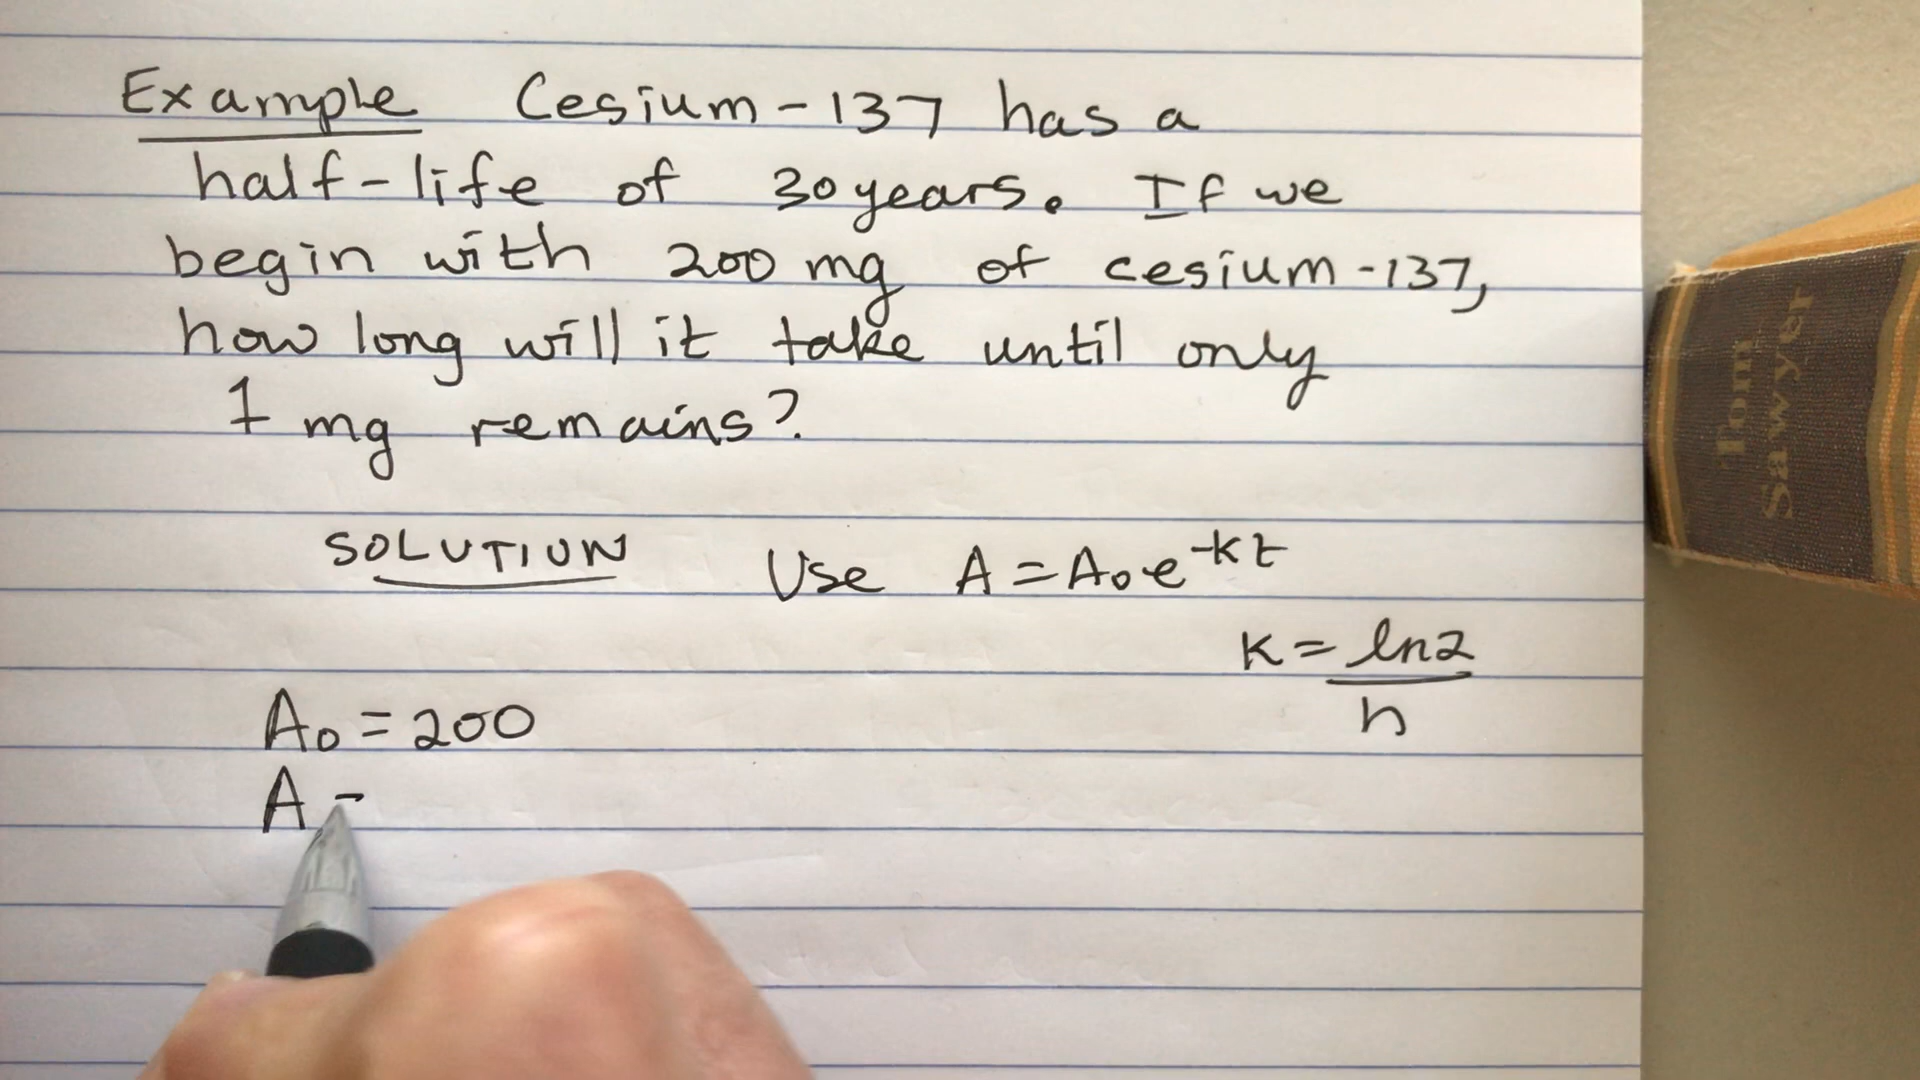 Example Cesium-137 has a
half-life of 30 years. If we
begin with 200 mg of cesium-137,
how long will it take until only
1 mg remains?
SOLUTION Use A = A₀e^-kt
K = ln2/h
A₀ = 200
A =
Tom
Sawyer